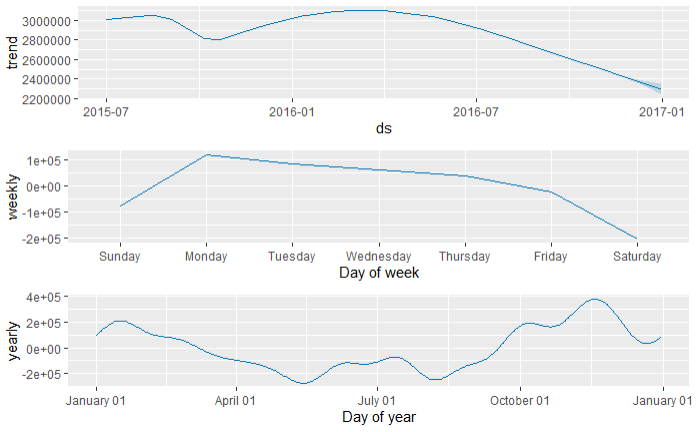 trend
3000000
2800000
2600000
2400000
2200000
2015-07 2016-01 2016-07 2017-01
ds
weekly
1e+05
0e+00
-1e+05
-2e+05
Sunday Monday Tuesday Wednesday Thursday Friday Saturday
Day of week
yearly
4e+05
2e+05
0e+00
-2e+05
January 01 April 01 July 01 October 01 January 01
Day of year